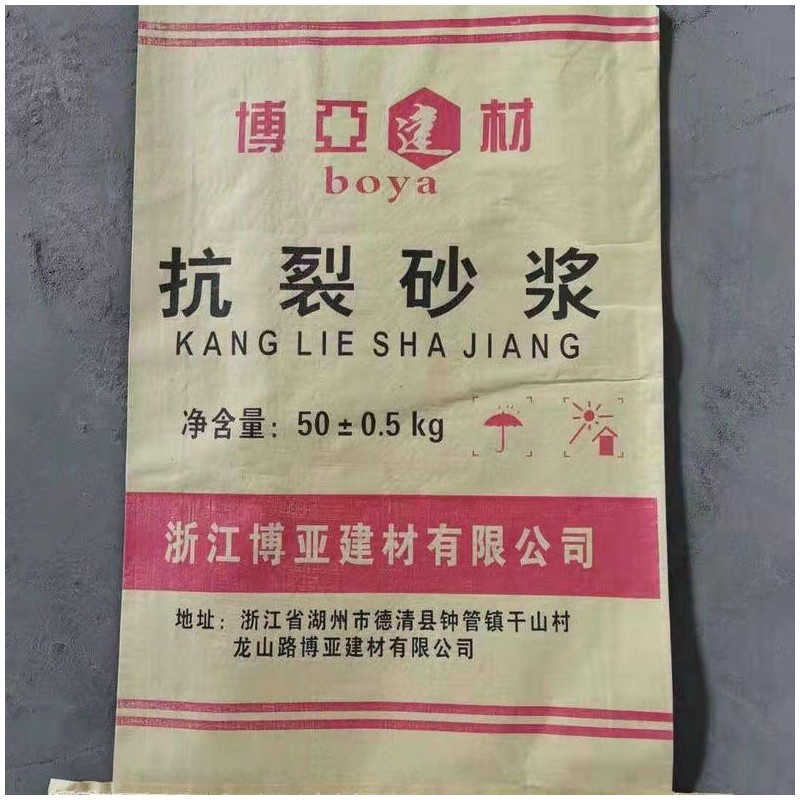 博亞建材
boya
抗裂砂浆
KANG LIE SHA JIANG
净含量：50±0.5 kg
浙江博亚建材有限公司
地址：浙江省湖州市德清县钟管镇干山村
龙山路博亚建材有限公司